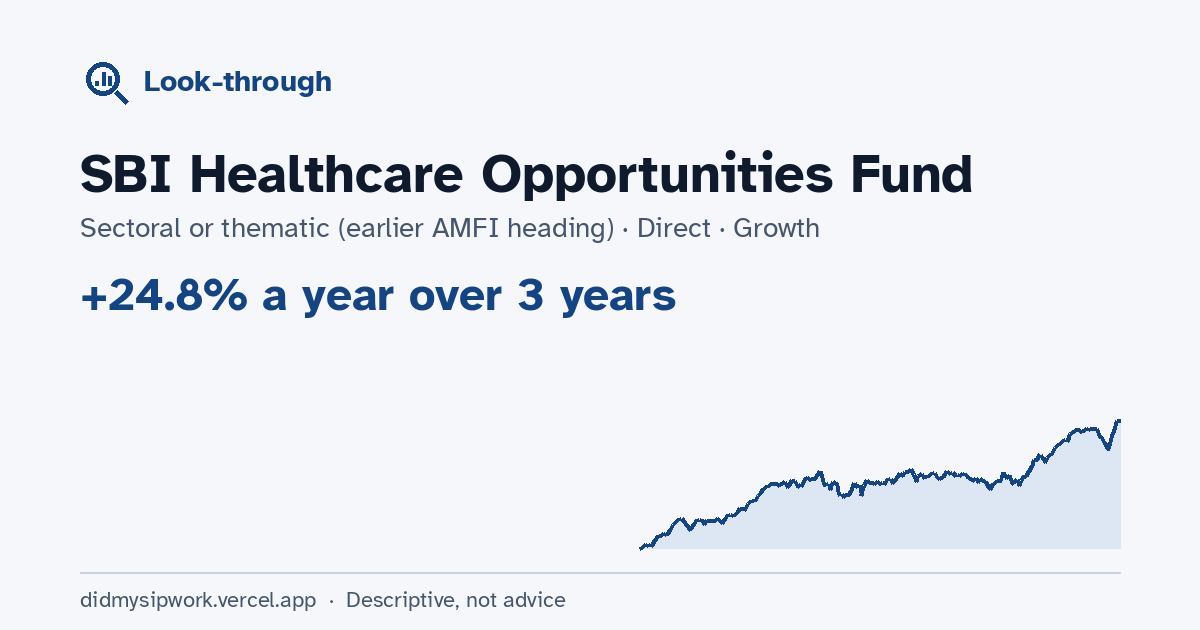 Look-through
SBI Healthcare Opportunities Fund
Sectoral or thematic (earlier AMFI heading) · Direct · Growth
+24.8% a year over 3 years
didmysipwork.vercel.app · Descriptive, not advice